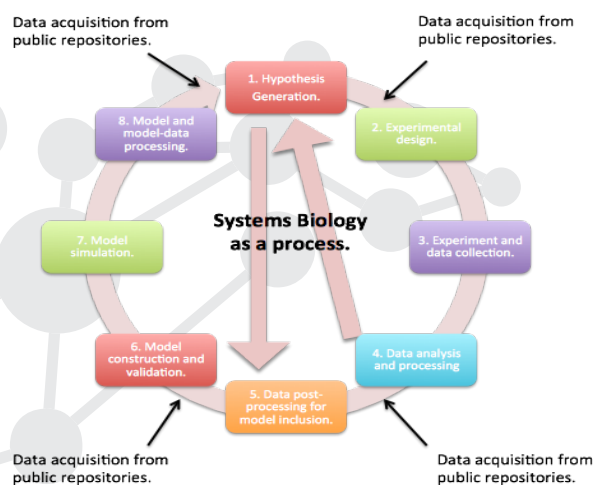 Data acquisition from
public repositories.
Data acquisition from
public repositories.
1. Hypothesis
Generation.
8. Model and
model-data
processing.
2. Experimental
design.
Systems Biology
as a process.
7. Model
simulation.
3. Experiment and
data collection.
6. Model
construction and
validation.
4. Data analysis
and processing
5. Data post-
processing for
model inclusion.
Data acquisition from
public repositories.
Data acquisition from
public repositories.